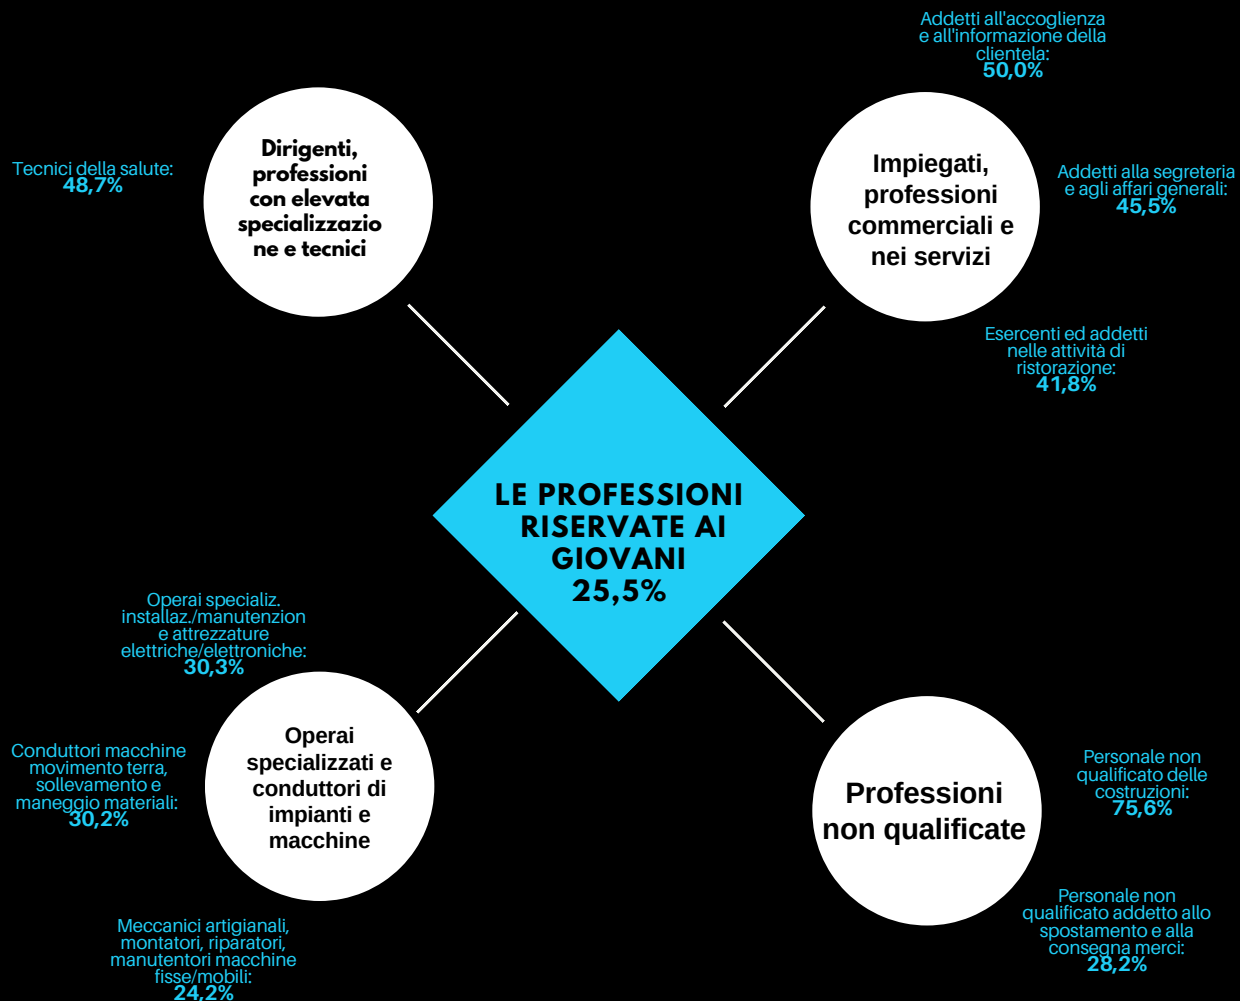 Addetti all'accoglienza
e all'informazione della
clientela:
50,0%
Dirigenti,
professioni
con elevata
specializzazio
ne e tecnici
Tecnici della salute:
48,7%
Impiegati,
professioni
commerciali e
nei servizi
Addetti alla segreteria
e agli affari generali:
45,5%
Esercenti ed addetti
nelle attività di
ristorazione:
41,8%
LE PROFESSIONI
RISERVATE AI
GIOVANI
25,5%
Operai specializ.
installaz./manutenzion
e attrezzature
elettriche/elettroniche:
30,3%
Operai
specializzati e
conduttori di
impianti e
macchine
Conduttori macchine
movimento terra,
sollevamento e
maneggio materiali:
30,2%
Meccanici artigianali,
montatori, riparatori,
manutentori macchine
fisse/mobili:
24,2%
Professioni
non qualificate
Personale non
qualificato delle
costruzioni:
75,6%
Personale non
qualificato addetto allo
spostamento e alla
consegna merci:
28,2%